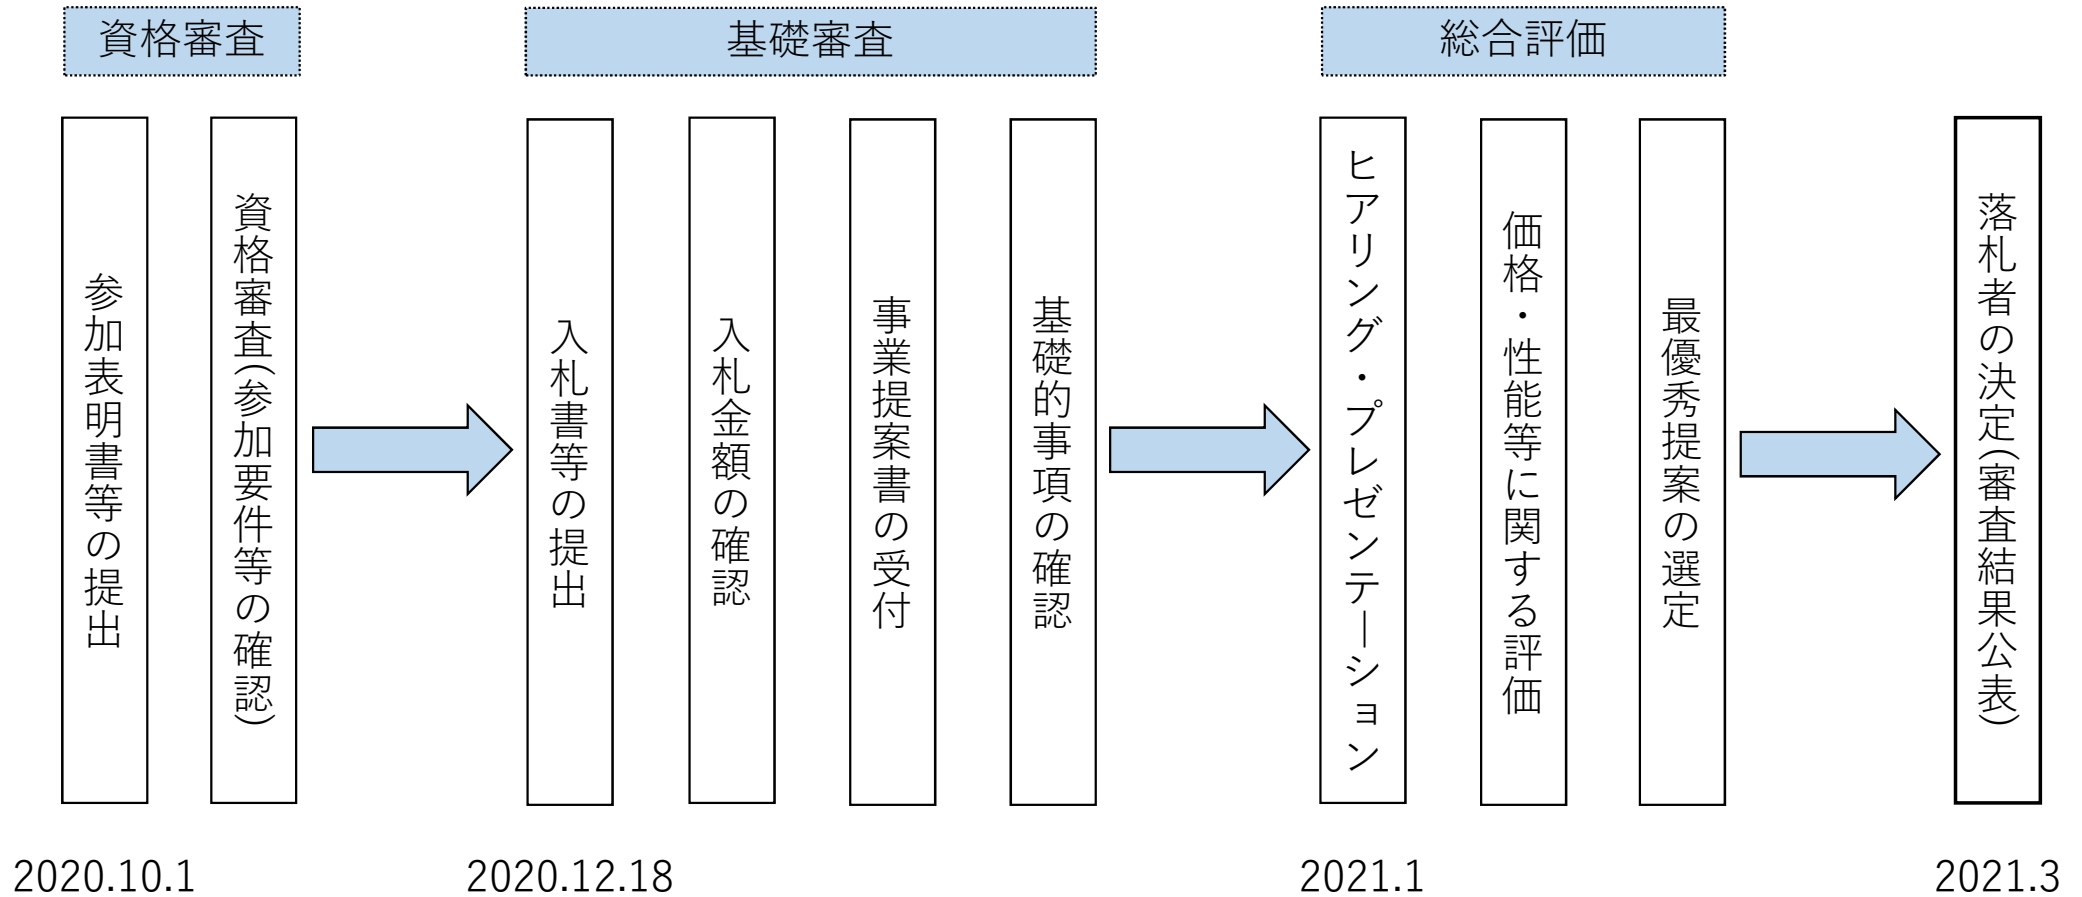 資格審査
基礎審査
総合評価
参加表明書等の提出
資格審査(参加要件等の確認)
入札書等の提出
入札金額の確認
事業提案書の受付
基礎的事項の確認
ヒアリング・プレゼンテーション
価格・性能等に関する評価
最優秀提案の選定
落札者の決定(審査結果公表)
2020.10.1
2020.12.18
2021.1
2021.3